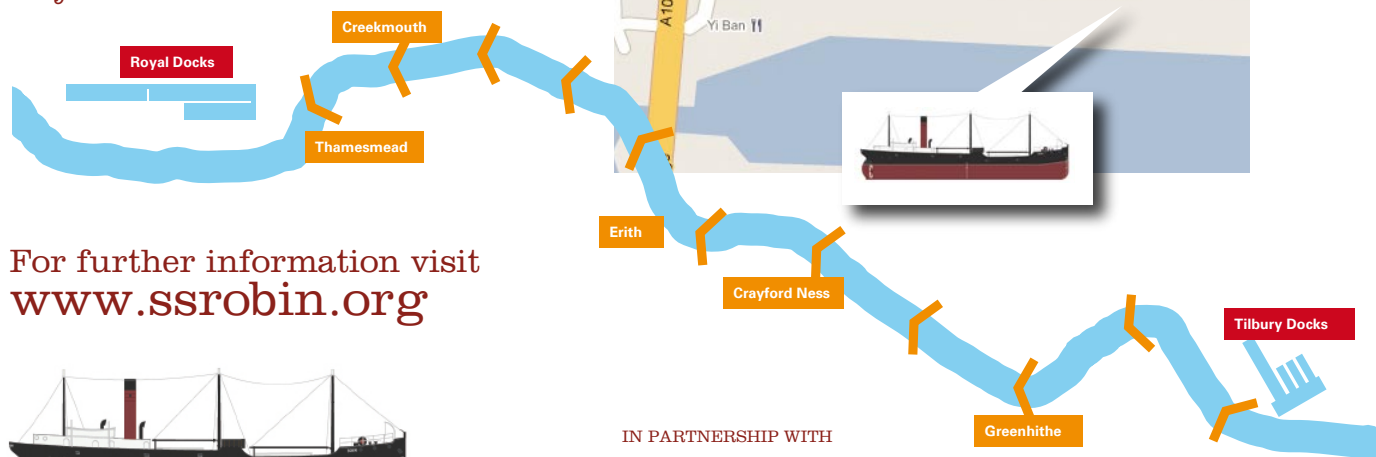 Creekmouth
Royal Docks
Thamesmead
A10
Yi Ban
Erith
Crayford Ness
For further information visit
www.ssrobin.org
Tilbury Docks
Greenhithe
IN PARTNERSHIP WITH